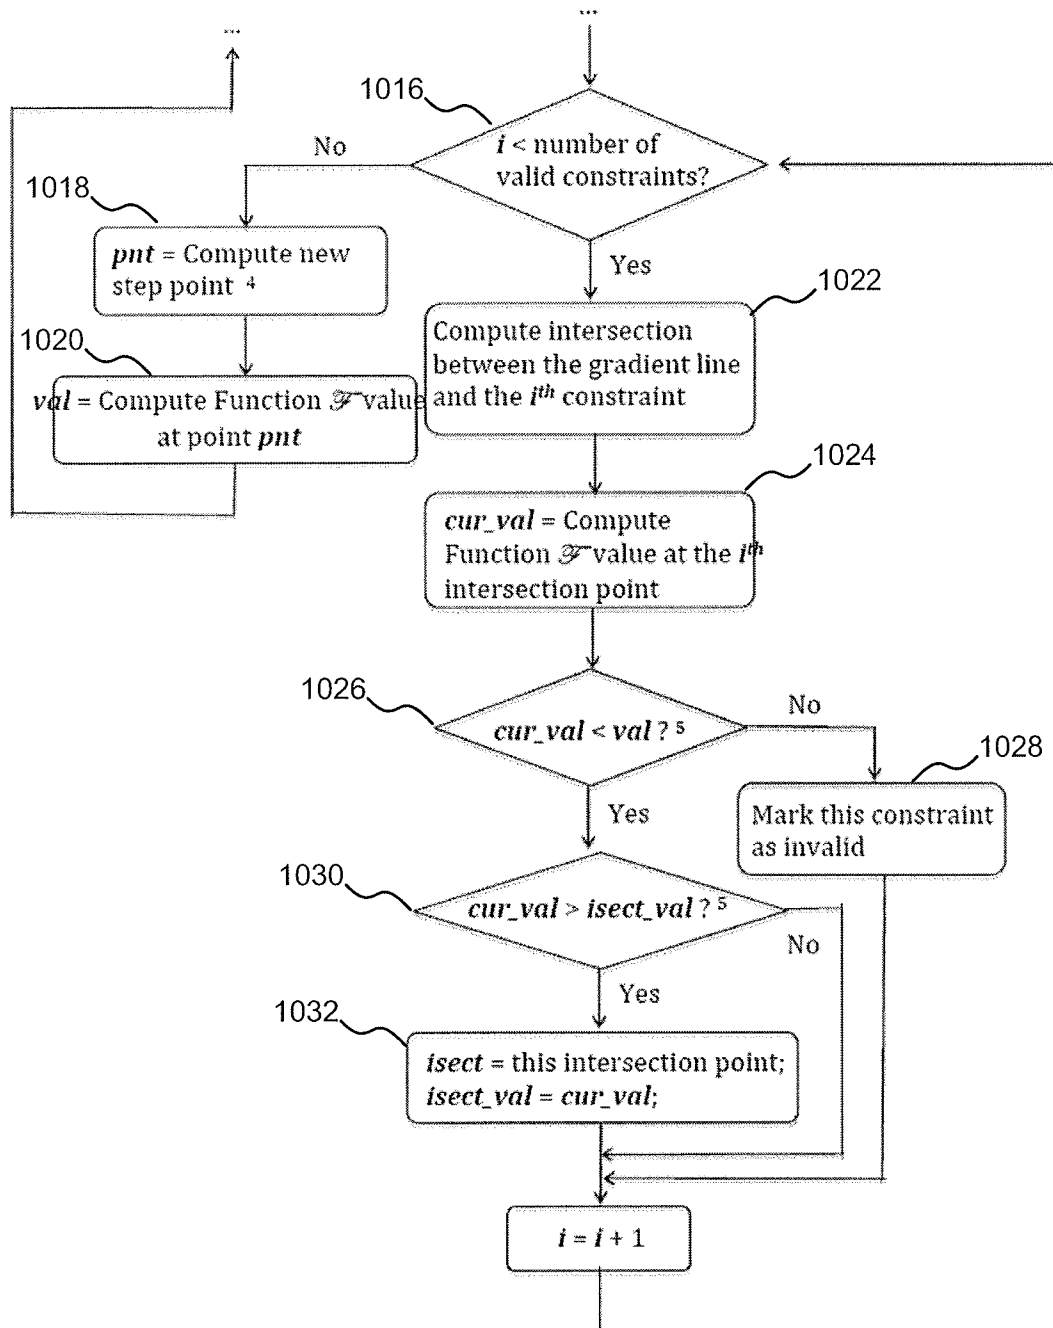 ...
...
1016
i < number of
valid constraints?
No
Yes
1018
pnt = Compute new
step point 4
1020
val = Compute Function ℱ value
at point pnt
1022
Compute intersection
between the gradient line
and the ith constraint
1024
cur_val = Compute
Function ℱ value at the ith
intersection point
1026
cur_val < val ? 5
No
Yes
1028
Mark this constraint
as invalid
1030
cur_val > isect_val ? 5
No
Yes
1032
isect = this intersection point;
isect_val = cur_val;
i = i + 1